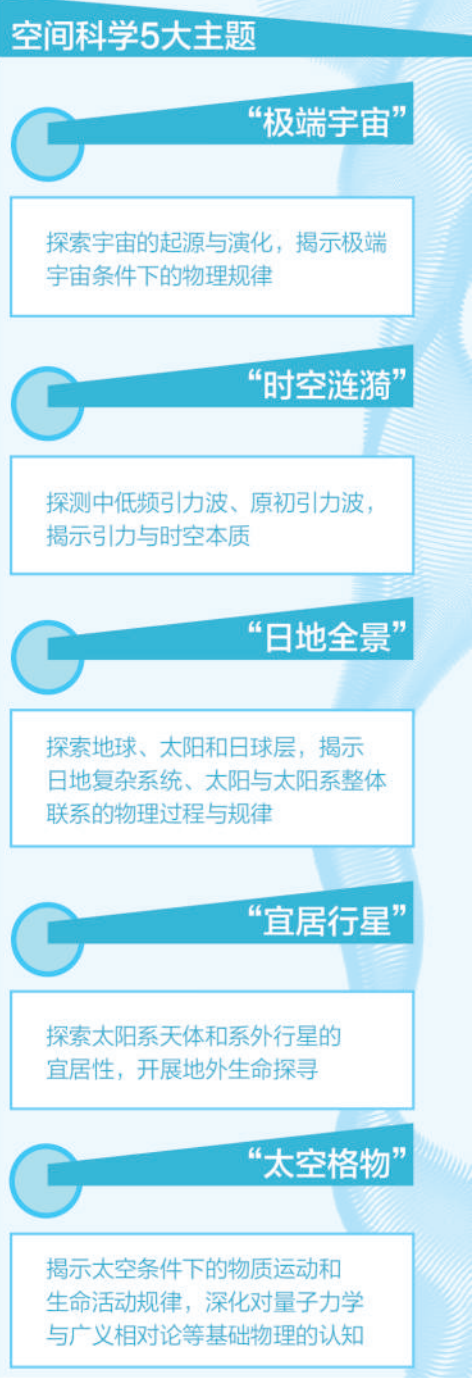 空间科学5大主题
“极端宇宙”
探索宇宙的起源与演化，揭示极端
宇宙条件下的物理规律
“时空涟漪”
探测中低频引力波、原初引力波，
揭示引力与时空本质
“日地全景”
探索地球、太阳和日球层，揭示
日地复杂系统、太阳与太阳系整体
联系的物理过程与规律
“宜居行星”
探索太阳系天体和系外行星的
宜居性，开展地外生命探寻
“太空格物”
揭示太空条件下的物质运动和
生命活动规律，深化对量子力学
与广义相对论等基础物理的认知